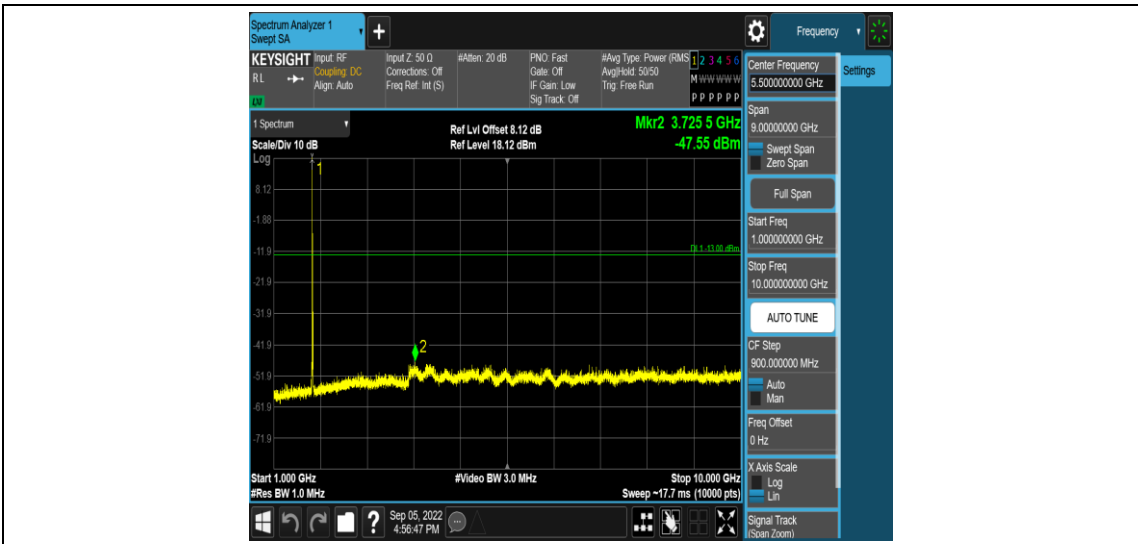 Spectrum Analyzer 1
Swept SA
+
Frequency
KEYSIGHT
RL
LXI
Input: RF
Coupling: DC
Align: Auto
Input Z: 50 Ω
Corrections: Off
Freq Ref: Int (S)
#Atten: 20 dB
PNO: Fast
Gate: Off
IF Gain: Low
Sig Track: Off
#Avg Type: Power (RMS
Avg|Hold: 50/50
Trig: Free Run
1 2 3 4 5 6
M W W W W W
P P P P P P
1 Spectrum
Scale/Div 10 dB
Log
Ref Lvl Offset 8.12 dB
Ref Level 18.12 dBm
Mkr2 3.725 5 GHz
-47.55 dBm
1
8.12
-1.88
-11.9
DL1 -13.00 dBm
-21.9
-31.9
-41.9
2
-51.9
-61.9
-71.9
Start 1.000 GHz
#Res BW 1.0 MHz
#Video BW 3.0 MHz
Stop 10.000 GHz
Sweep ~17.7 ms (10000 pts)
?
Sep 05, 2022
4:56:47 PM
Center Frequency
5.500000000 GHz
Settings
Span
9.00000000 GHz
Swept Span
Zero Span
Full Span
Start Freq
1.000000000 GHz
Stop Freq
10.000000000 GHz
AUTO TUNE
CF Step
900.000000 MHz
Auto
Man
Freq Offset
0 Hz
X Axis Scale
Log
Lin
Signal Track
(Span Zoom)